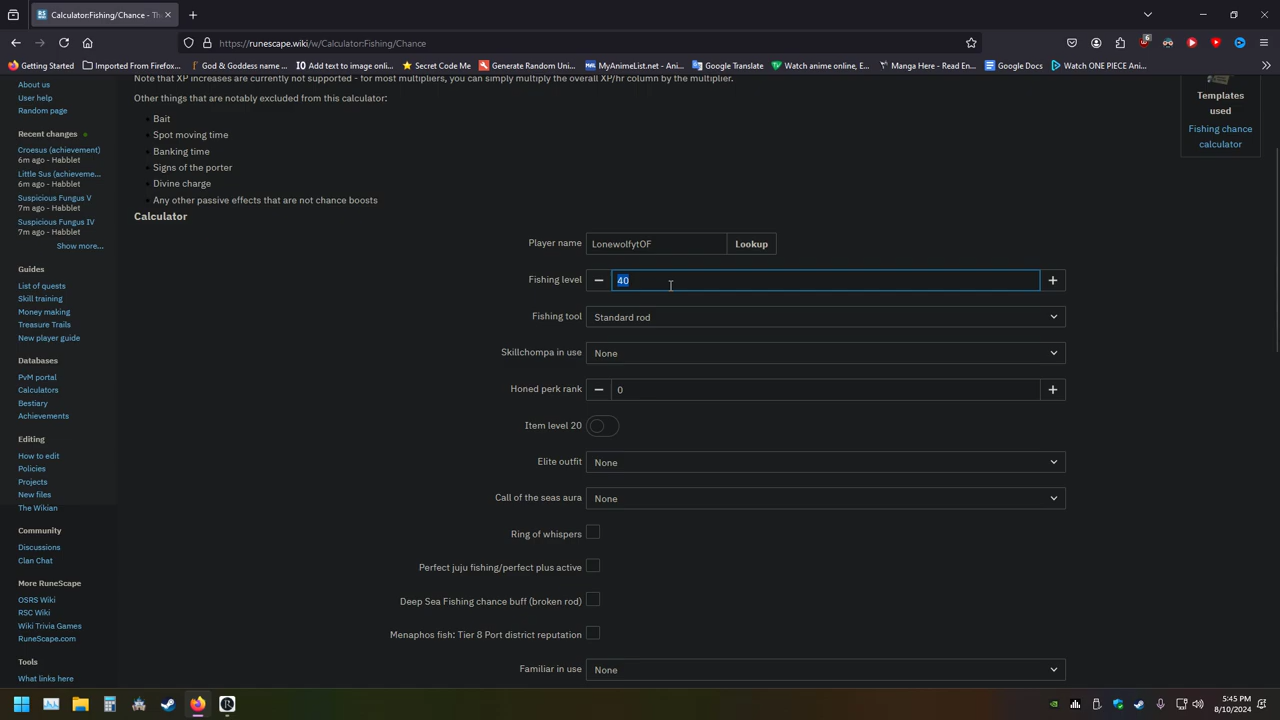 Calculator:Fishing/Chance - Th
https://runescape.wiki/w/Calculator:Fishing/Chance
Getting Started
Imported From Firefox...
God & Goddess name ...
Add text to image onli...
Secret Code Me
Generate Random Uni...
MyAnimeList.net - Ani...
Google Translate
Watch anime online, E...
Manga Here - Read En...
Google Docs
Watch ONE PIECE Ani...
About us
User help
Random page
Recent changes
Croesus (achievement)
6m ago - Habblet
Little Sus (achieveme...
6m ago - Habblet
Suspicious Fungus V
7m ago - Habblet
Suspicious Fungus IV
7m ago - Habblet
Show more...
Guides
List of quests
Skill training
Money making
Treasure Trails
New player guide
Databases
PvM portal
Calculators
Bestiary
Achievements
Editing
How to edit
Policies
Projects
New files
The Wikian
Community
Discussions
Clan Chat
More RuneScape
OSRS Wiki
RSC Wiki
Wiki Trivia Games
RuneScape.com
Tools
What links here
Note that XP increases are currently not supported - for most multipliers, you can simply multiply the overall XP/hr column by the multiplier.
Other things that are notably excluded from this calculator:
Bait
Spot moving time
Banking time
Signs of the porter
Divine charge
Any other passive effects that are not chance boosts
Calculator
Player name LonewolfytOF Lookup
Fishing level 40
Fishing tool Standard rod
Skillchompa in use None
Honed perk rank 0
Item level 20
Elite outfit None
Call of the seas aura None
Ring of whispers
Perfect juju fishing/perfect plus active
Deep Sea Fishing chance buff (broken rod)
Menaphos fish: Tier 8 Port district reputation
Familiar in use None
Templates
used
Fishing chance
calculator
5:45 PM
8/10/2024